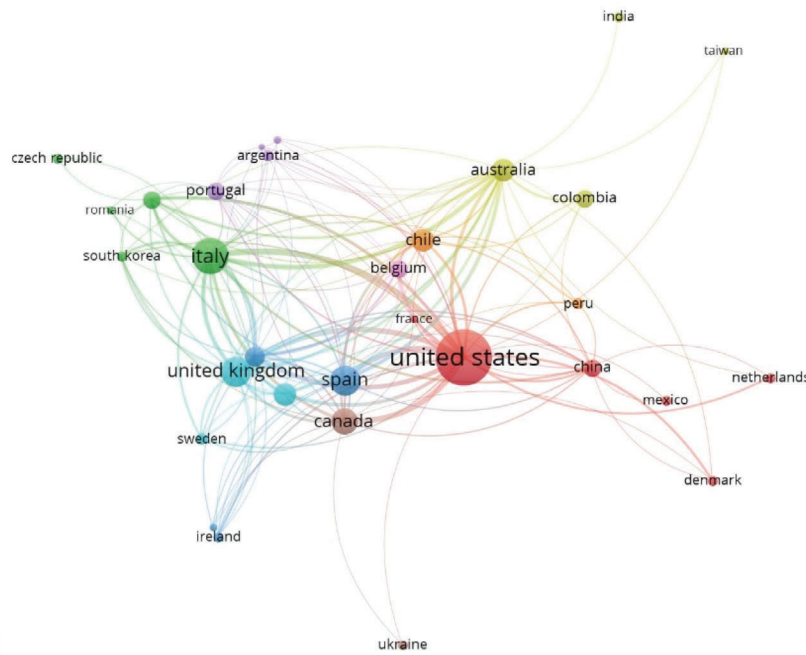 india
taiwan
czech republic
argentina
australia
portugal
colombia
romania
chile
italy
south korea
belgium
peru
france
united states
united kingdom
spain
china
netherlands
mexico
canada
sweden
denmark
ireland
ukraine